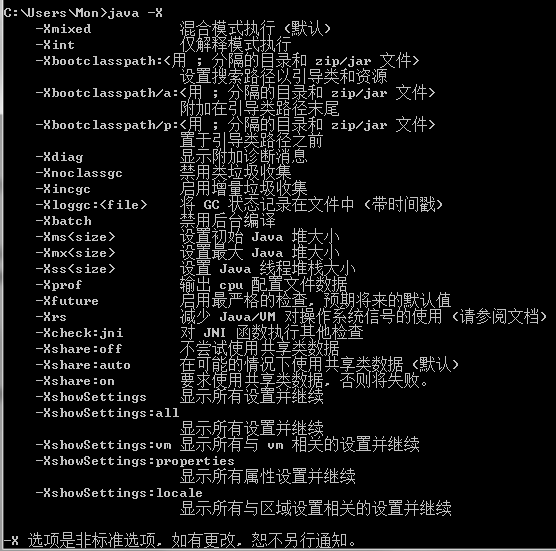 C:\Users\Mon>java -X
    -Xmixed           混合模式执行 (默认)
    -Xint             仅解释模式执行
    -Xbootclasspath:<用 ; 分隔的目录和 zip/jar 文件>
                      设置搜索路径以引导类和资源
    -Xbootclasspath/a:<用 ; 分隔的目录和 zip/jar 文件>
                      附加在引导类路径末尾
    -Xbootclasspath/p:<用 ; 分隔的目录和 zip/jar 文件>
                      置于引导类路径之前
    -Xdiag            显示附加诊断消息
    -Xnoclassgc       禁用类垃圾收集
    -Xincgc           启用增量垃圾收集
    -Xloggc:<file>    将 GC 状态记录在文件中 (带时间戳)
    -Xbatch           禁用后台编译
    -Xms<size>        设置初始 Java 堆大小
    -Xmx<size>        设置最大 Java 堆大小
    -Xss<size>        设置 Java 线程堆栈大小
    -Xprof            输出 cpu 配置文件数据
    -Xfuture          启用最严格的检查, 预期将来的默认值
    -Xrs              减少 Java/VM 对操作系统信号的使用 (请参阅文档)
    -Xcheck:jni       对 JNI 函数执行其他检查
    -Xshare:off       不尝试使用共享类数据
    -Xshare:auto      在可能的情况下使用共享类数据 (默认)
    -Xshare:on        要求使用共享类数据, 否则将失败。
    -XshowSettings    显示所有设置并继续
    -XshowSettings:all
                      显示所有设置并继续
    -XshowSettings:vm 显示所有与 vm 相关的设置并继续
    -XshowSettings:properties
                      显示所有属性设置并继续
    -XshowSettings:locale
                      显示所有与区域设置相关的设置并继续
-X 选项是非标准选项, 如有更改, 恕不另行通知。